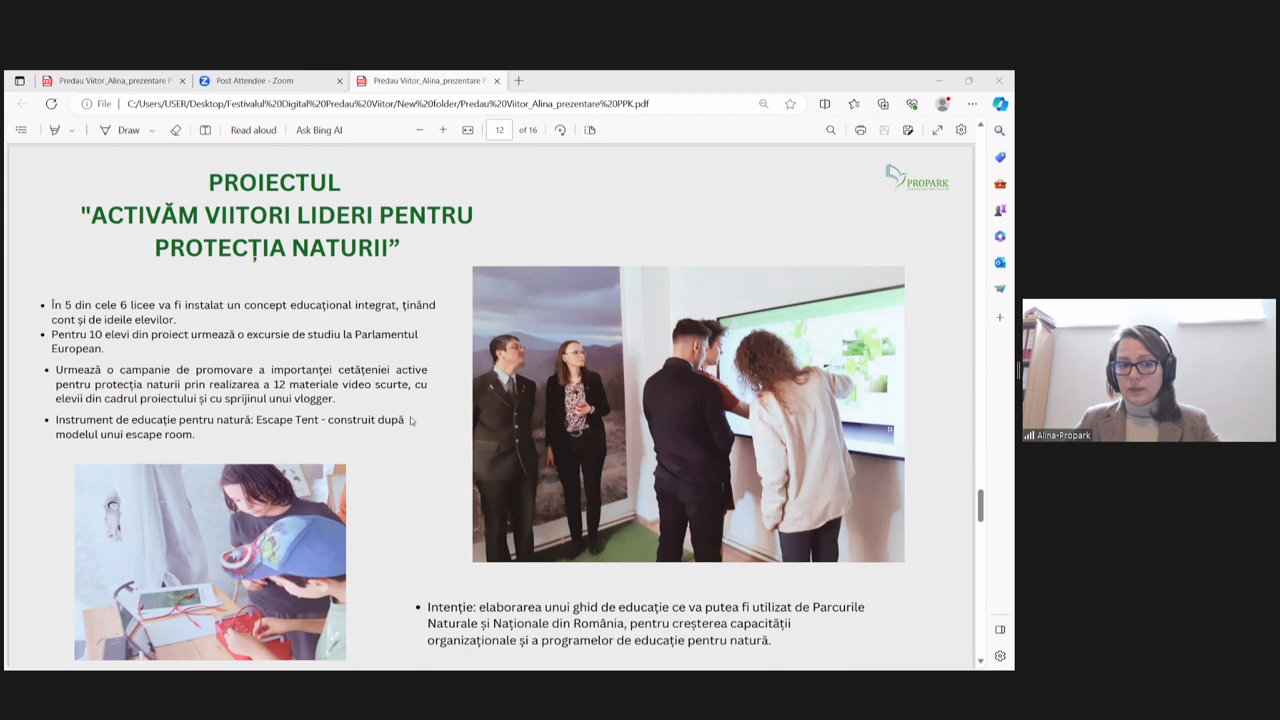 Predau Viitor_Alina_prezentare P
Post Attendee - Zoom
Predau Viitor_Alina_prezentare P
File
C:/Users/USER/Desktop/Festivalul%20Digital%20Predau%20Viitor/New%20folder/Predau%20Viitor_Alina_prezentare%20PPK.pdf
Draw
Read aloud
Ask Bing AI
12 of 16
PROIECTUL
"ACTIVĂM VIITORI LIDERI PENTRU
PROTECȚIA NATURII”
PROPARK
• În 5 din cele 6 licee va fi instalat un concept educațional integrat, ținând
cont și de ideile elevilor.
• Pentru 10 elevi din proiect urmează o excursie de studiu la Parlamentul
European.
• Urmează o campanie de promovare a importanței cetățeniei active
pentru protecția naturii prin realizarea a 12 materiale video scurte, cu
elevii din cadrul proiectului și cu sprijinul unui vlogger.
• Instrument de educație pentru natură: Escape Tent - construit după
modelul unui escape room.
• Intenție: elaborarea unui ghid de educație ce va putea fi utilizat de Parcurile
Naturale și Naționale din România, pentru creșterea capacității
organizaționale și a programelor de educație pentru natură.
Alina-Propark